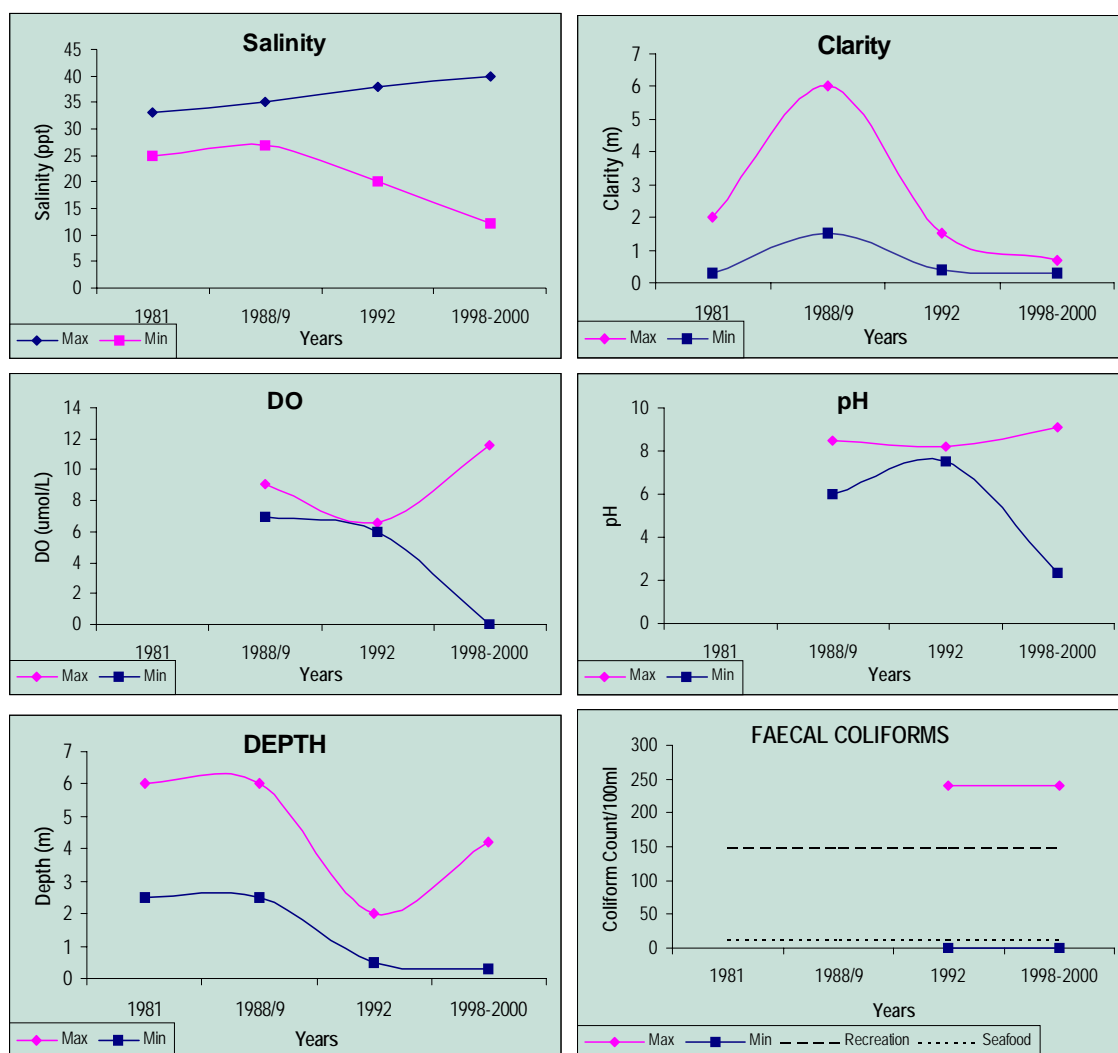 Salinity
45
40
35
30
25
20
15
10
5
0
Salinity (ppt)
1981 1988/9 1992 1998-2000
Years
Max Min
Clarity
7
6
5
4
3
2
1
0
Clarity (m)
1981 1988/9 1992 1998-2000
Years
Max Min
DO
14
12
10
8
6
4
2
0
DO (umol/L)
1981 1988/9 1992 1998-2000
Years
Max Min
pH
10
8
6
4
2
0
pH
1981 1988/9 1992 1998-2000
Years
Max Min
DEPTH
7
6
5
4
3
2
1
0
Depth (m)
1981 1988/9 1992 1998-2000
Years
Max Min
FAECAL COLIFORMS
300
250
200
150
100
50
0
Coliform Count/100ml
1981 1988/9 1992 1998-2000
Years
Max Min Recreation Seafood